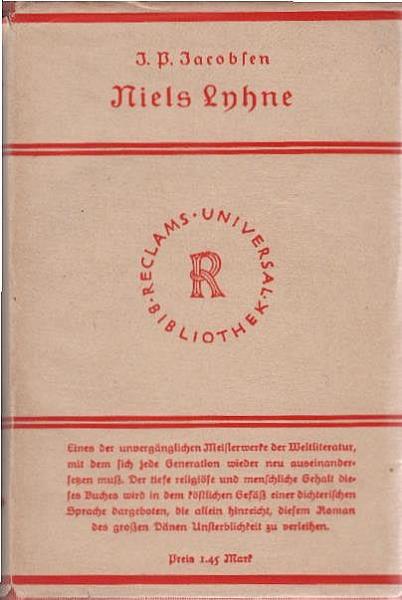 J. P. Jacobsen
Niels Lyhne
RECLAMS · UNIVERSAL · BIBLIOTHEK ·
R
Eines der unvergänglichen Meisterwerke der Weltliteratur,
mit dem sich jede Generation wieder neu auseinander-
setzen muß. Der tiefe religiöse und menschliche Gehalt die-
ses Buches wird in dem köstlichen Gefäß einer dichterischen
Sprache dargeboten, die allein hinreicht, diesem Roman
des großen Dänen Unsterblichkeit zu verleihen.
Preis 1.45 Mark